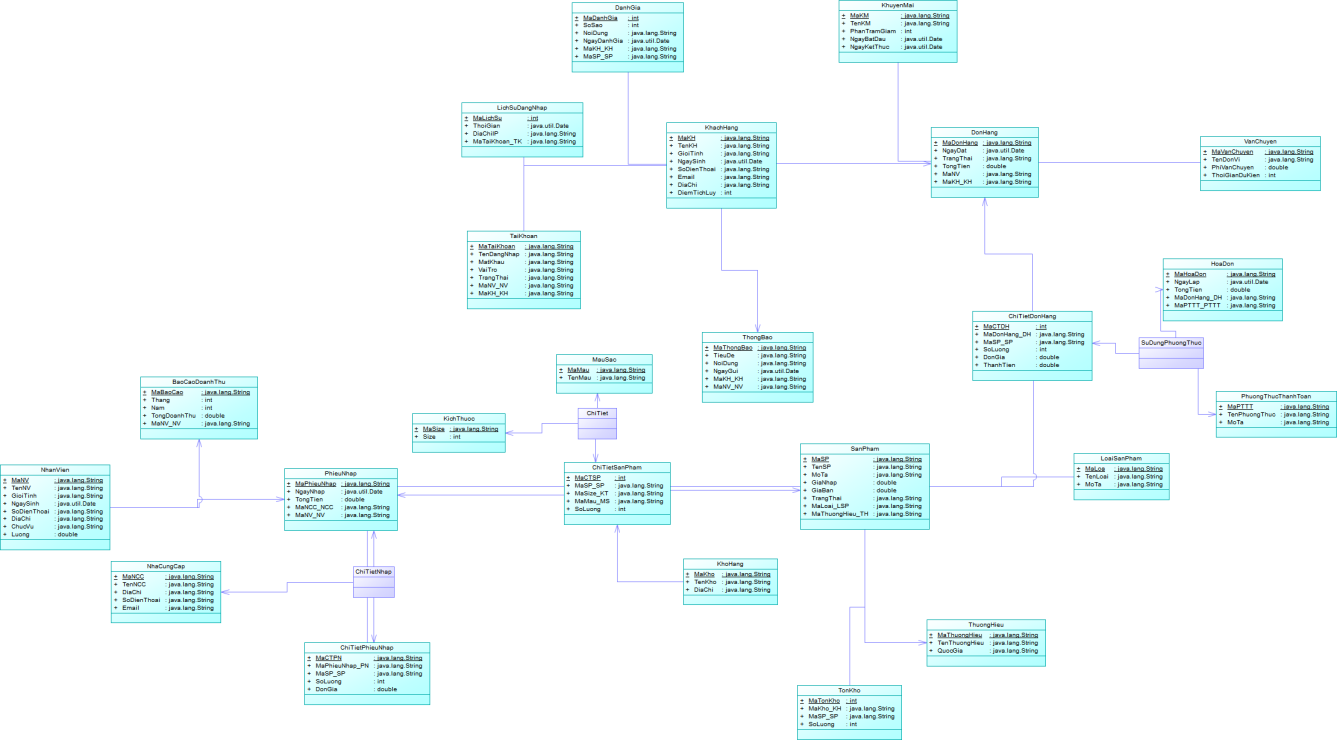 DanhGia
+ MaDanhGia : int
+ SoSao : int
+ NoiDung : java.lang.String
+ NgayDanhGia : java.util.Date
+ MaKH_KH : java.lang.String
+ MaSP_SP : java.lang.String
KhuyenMai
+ MaKM : java.lang.String
+ TenKM : java.lang.String
+ PhanTramGiam : int
+ NgayBatDau : java.util.Date
+ NgayKetThuc : java.util.Date
LichSuDangNhap
+ MaLichSu : int
+ ThoiGian : java.util.Date
+ DiaChiIP : java.lang.String
+ MaTaiKhoan_TK : java.lang.String
KhachHang
+ MaKH : java.lang.String
+ TenKH : java.lang.String
+ GioiTinh : java.lang.String
+ NgaySinh : java.util.Date
+ SoDienThoai : java.lang.String
+ Email : java.lang.String
+ DiaChi : java.lang.String
+ DiemTichLuy : int
DonHang
+ MaDonHang : java.lang.String
+ NgayDat : java.util.Date
+ TrangThai : java.lang.String
+ TongTien : double
+ MaNV : java.lang.String
+ MaKH_KH : java.lang.String
VanChuyen
+ MaVanChuyen : java.lang.String
+ TenDonVi : java.lang.String
+ PhiVanChuyen : double
+ ThoiGianDuKien : int
TaiKhoan
+ MaTaiKhoan : java.lang.String
+ TenDangNhap : java.lang.String
+ MatKhau : java.lang.String
+ VaiTro : java.lang.String
+ TrangThai : java.lang.String
+ MaNV_NV : java.lang.String
+ MaKH_KH : java.lang.String
HoaDon
+ MaHoaDon : java.lang.String
+ NgayLap : java.util.Date
+ TongTien : double
+ MaDonHang_DH : java.lang.String
+ MaPTTT_PTTT : java.lang.String
ChiTietDonHang
+ MaCTDH : int
+ MaDonHang_DH : java.lang.String
+ MaSP_SP : java.lang.String
+ SoLuong : int
+ DonGia : double
+ ThanhTien : double
SuDungPhuongThuc
ThongBao
+ MaThongBao : java.lang.String
+ TieuDe : java.lang.String
+ NoiDung : java.lang.String
+ NgayGui : java.util.Date
+ MaKH_KH : java.lang.String
+ MaNV_NV : java.lang.String
MauSac
+ MaMau : java.lang.String
+ TenMau : java.lang.String
BaoCaoDoanhThu
+ MaBaoCao : java.lang.String
+ Thang : int
+ Nam : int
+ TongDoanhThu : double
+ MaNV_NV : java.lang.String
ChiTiet
KichThuoc
+ MaSize : java.lang.String
+ Size : int
PhuongThucThanhToan
+ MaPTTT : java.lang.String
+ TenPhuongThuc : java.lang.String
+ MoTa : java.lang.String
NhanVien
+ MaNV : java.lang.String
+ TenNV : java.lang.String
+ GioiTinh : java.lang.String
+ NgaySinh : java.util.Date
+ SoDienThoai : java.lang.String
+ DiaChi : java.lang.String
+ ChucVu : java.lang.String
+ Luong : double
PhieuNhap
+ MaPhieuNhap : java.lang.String
+ NgayNhap : java.util.Date
+ TongTien : double
+ MaNCC_NCC : java.lang.String
+ MaNV_NV : java.lang.String
ChiTietSanPham
+ MaCTSP : int
+ MaSP_SP : java.lang.String
+ MaSize_KT : java.lang.String
+ MaMau_MS : java.lang.String
+ SoLuong : int
SanPham
+ MaSP : java.lang.String
+ TenSP : java.lang.String
+ MoTa : java.lang.String
+ GiaNhap : double
+ GiaBan : double
+ TrangThai : java.lang.String
+ MaLoai_LSP : java.lang.String
+ MaThuongHieu_TH : java.lang.String
LoaiSanPham
+ MaLoa : java.lang.String
+ TenLoai : java.lang.String
+ MoTa : java.lang.String
NhaCungCap
+ MaNCC : java.lang.String
+ TenNCC : java.lang.String
+ DiaChi : java.lang.String
+ SoDienThoai : java.lang.String
+ Email : java.lang.String
ChiTietNhap
KhoHang
+ MaKho : java.lang.String
+ TenKho : java.lang.String
+ DiaChi : java.lang.String
ChiTietPhieuNhap
+ MaCTPN : java.lang.String
+ MaPhieuNhap_PN : java.lang.String
+ MaSP_SP : java.lang.String
+ SoLuong : int
+ DonGia : double
ThuongHieu
+ MaThuongHieu : java.lang.String
+ TenThuongHieu : java.lang.String
+ QuocGia : java.lang.String
TonKho
+ MaTonKho : int
+ MaKho_KH : java.lang.String
+ MaSP_SP : java.lang.String
+ SoLuong : int